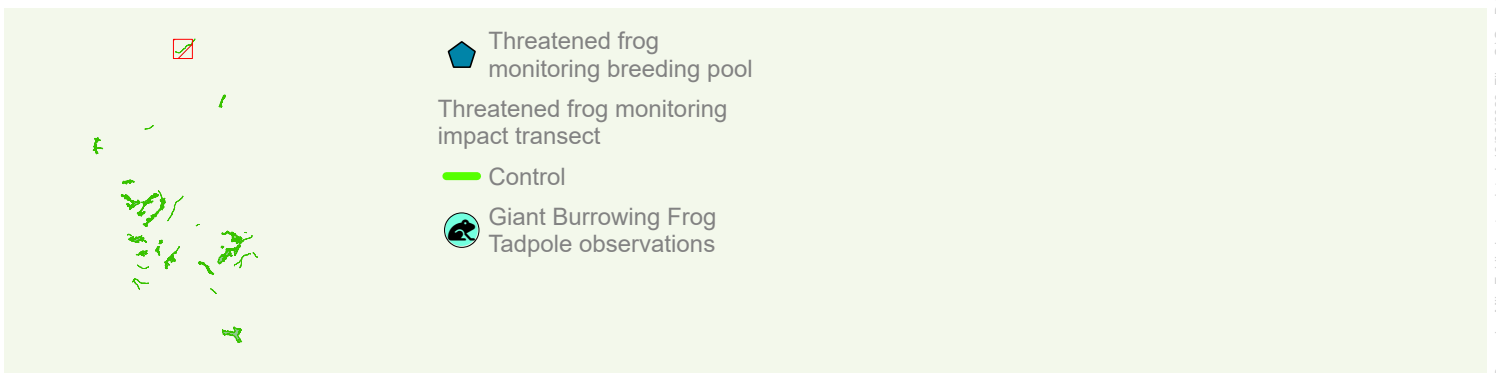 Threatened frog
monitoring breeding pool
Threatened frog monitoring
impact transect
Control
Giant Burrowing Frog
Tadpole observations